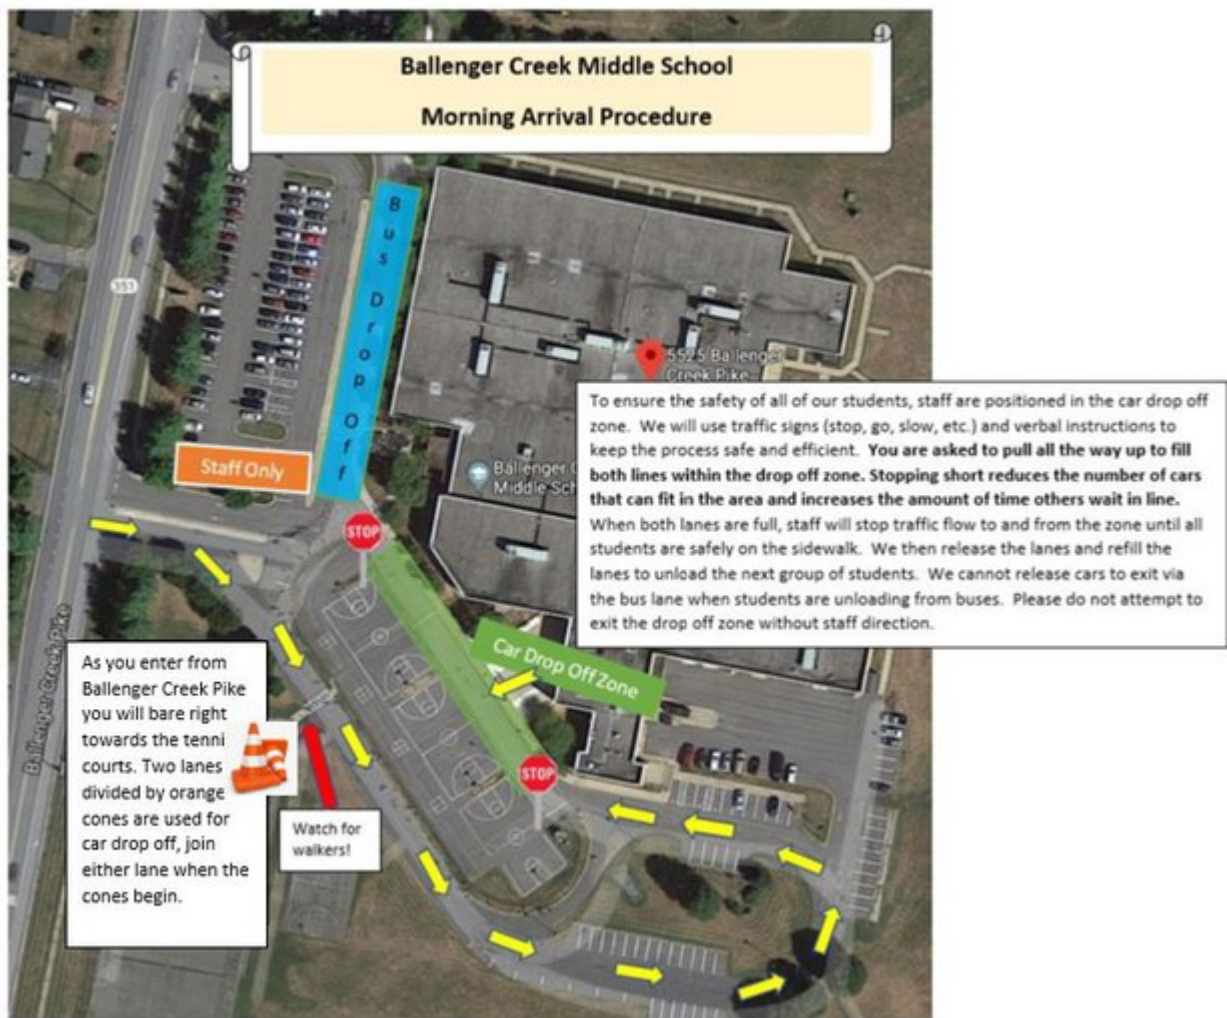 Ballenger Creek Middle School
Morning Arrival Procedure
Bus Drop Off
351
5525 Ballenger
Creek Pike
To ensure the safety of all of our students, staff are positioned in the car drop off
zone. We will use traffic signs (stop, go, slow, etc.) and verbal instructions to
keep the process safe and efficient. You are asked to pull all the way up to fill
both lines within the drop off zone. Stopping short reduces the number of cars
that can fit in the area and increases the amount of time others wait in line.
When both lanes are full, staff will stop traffic flow to and from the zone until all
students are safely on the sidewalk. We then release the lanes and refill the
lanes to unload the next group of students. We cannot release cars to exit via
the bus lane when students are unloading from buses. Please do not attempt to
exit the drop off zone without staff direction.
Staff Only
Ballenger C
Middle Sch
STOP
Car Drop Off Zone
STOP
Ballenger Creek Pike
As you enter from
Ballenger Creek Pike
you will bare right
towards the tenni
courts. Two lanes
divided by orange
cones are used for
car drop off, join
either lane when the
cones begin.
Watch for
walkers!